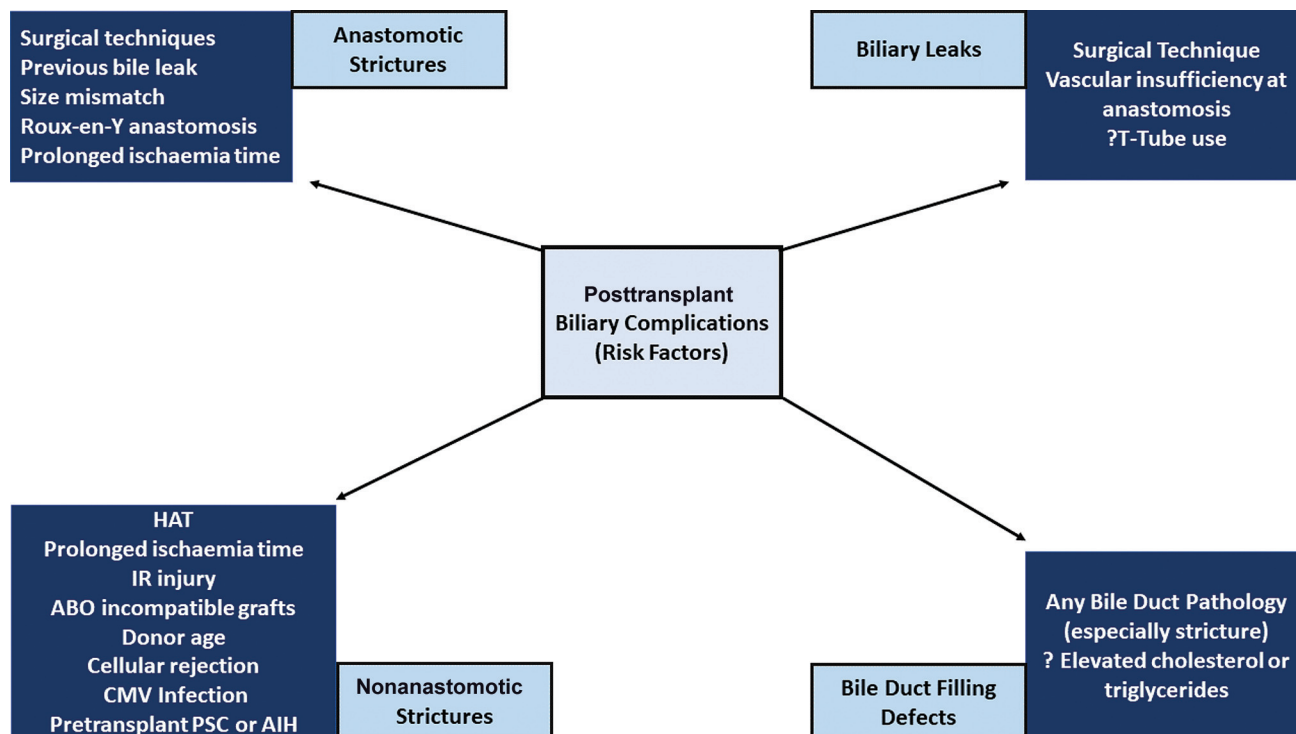 Surgical techniques
Previous bile leak
Size mismatch
Roux-en-Y anastomosis
Prolonged ischaemia time
Anastomotic
Strictures
Biliary Leaks
Surgical Technique
Vascular insufficiency at
anastomosis
?T-Tube use
Posttransplant
Biliary Complications
(Risk Factors)
HAT
Prolonged ischaemia time
IR injury
ABO incompatible grafts
Donor age
Cellular rejection
CMV Infection
Pretransplant PSC or AIH
Nonanastomotic
Strictures
Bile Duct Filling
Defects
Any Bile Duct Pathology
(especially stricture)
? Elevated cholesterol or
triglycerides